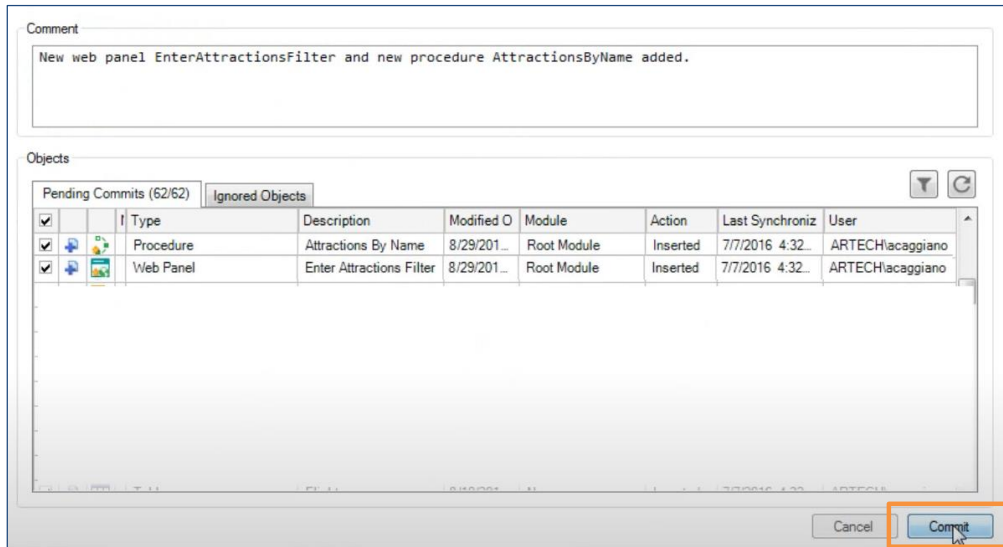 Comment
New web panel EnterAttractionsFilter and new procedure AttractionsByName added.
Objects
Pending Commits (62/62) Ignored Objects
Type Description Modified O Module Action Last Synchroniz User
Procedure Attractions By Name 8/29/201... Root Module Inserted 7/7/2016 4:32... ARTECH\acaggiano
Web Panel Enter Attractions Filter 8/29/201... Root Module Inserted 7/7/2016 4:32... ARTECH\acaggiano
Cancel Commit